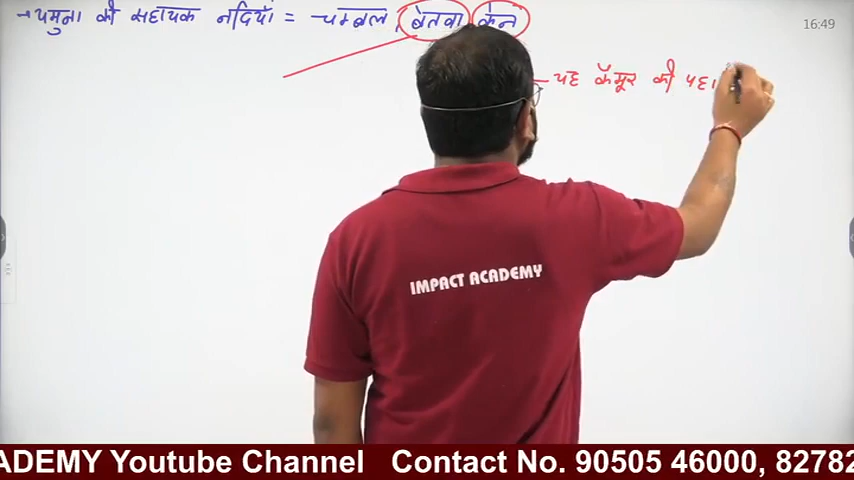 →यमुना की सहायक नदियाँ = →चम्बल, बेतवा केन
16:49
→यह कैमूर की पहा
IMPACT ACADEMY
ADEMY Youtube Channel Contact No. 90505 46000, 82782